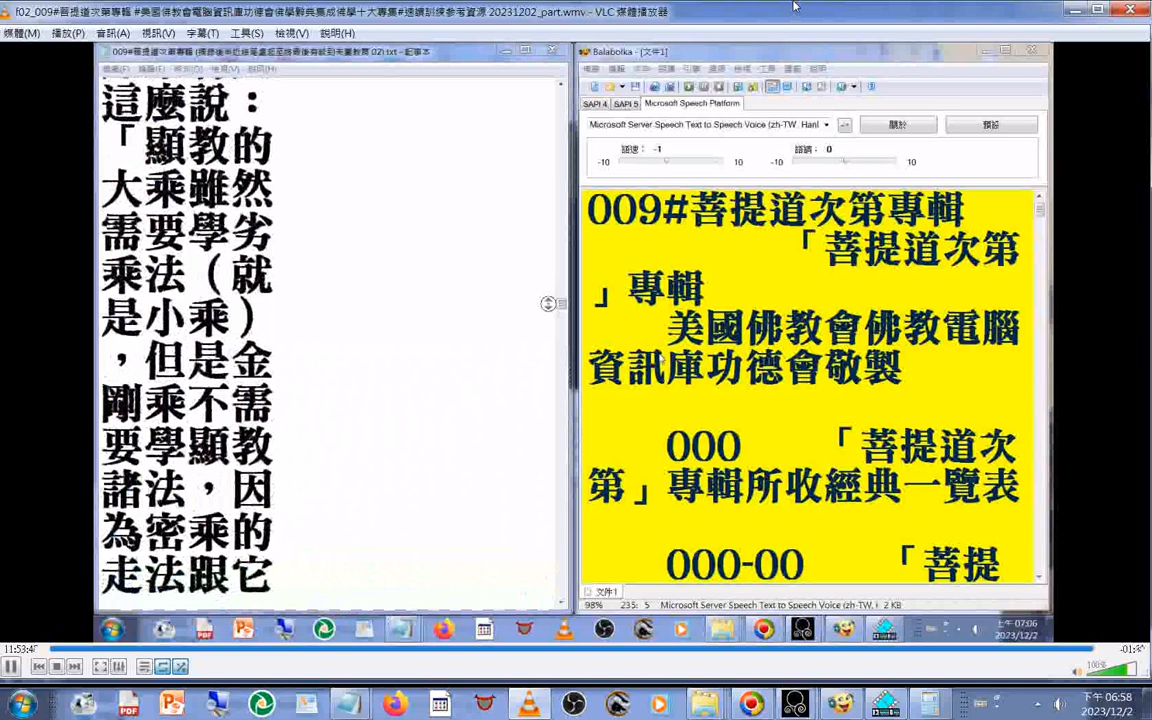 f02_009#菩提道次第專輯 #美國佛教會電腦資訊庫功德會佛學辭典集成佛學十大專集#速讀訓練參考資源 20231202_part.wmv - VLC 媒體播放器
媒體(M) 播放(P) 音訊(A) 視訊(V) 字幕(T) 工具(S) 檢視(V) 說明(H)
這麼說：
「顯教的
大乘雖然
需要學劣
乘法（就
是小乘）
，但是金
剛乘不需
要學顯教
諸法，因
為密乘的
走法跟它
Balabolka - [文件1]
SAPI 4 SAPI 5 Microsoft Speech Platform
Microsoft Server Speech Text to Speech Voice (zh-TW, Hanl
關於 預設
語速： -1 語調： 0
-10 10 -10 10
009#菩提道次第專輯
「菩提道次第
」專輯
美國佛教會佛教電腦
資訊庫功德會敬製
000 「菩提道次
第」專輯所收經典一覽表
000-00 「菩提
文件1
98% 235: 5 Microsoft Server Speech Text to Speech Voice (zh-TW, 2 KB
上午 07:06
2023/12/2
11:53:4
100%
下午 06:58
2023/12/2